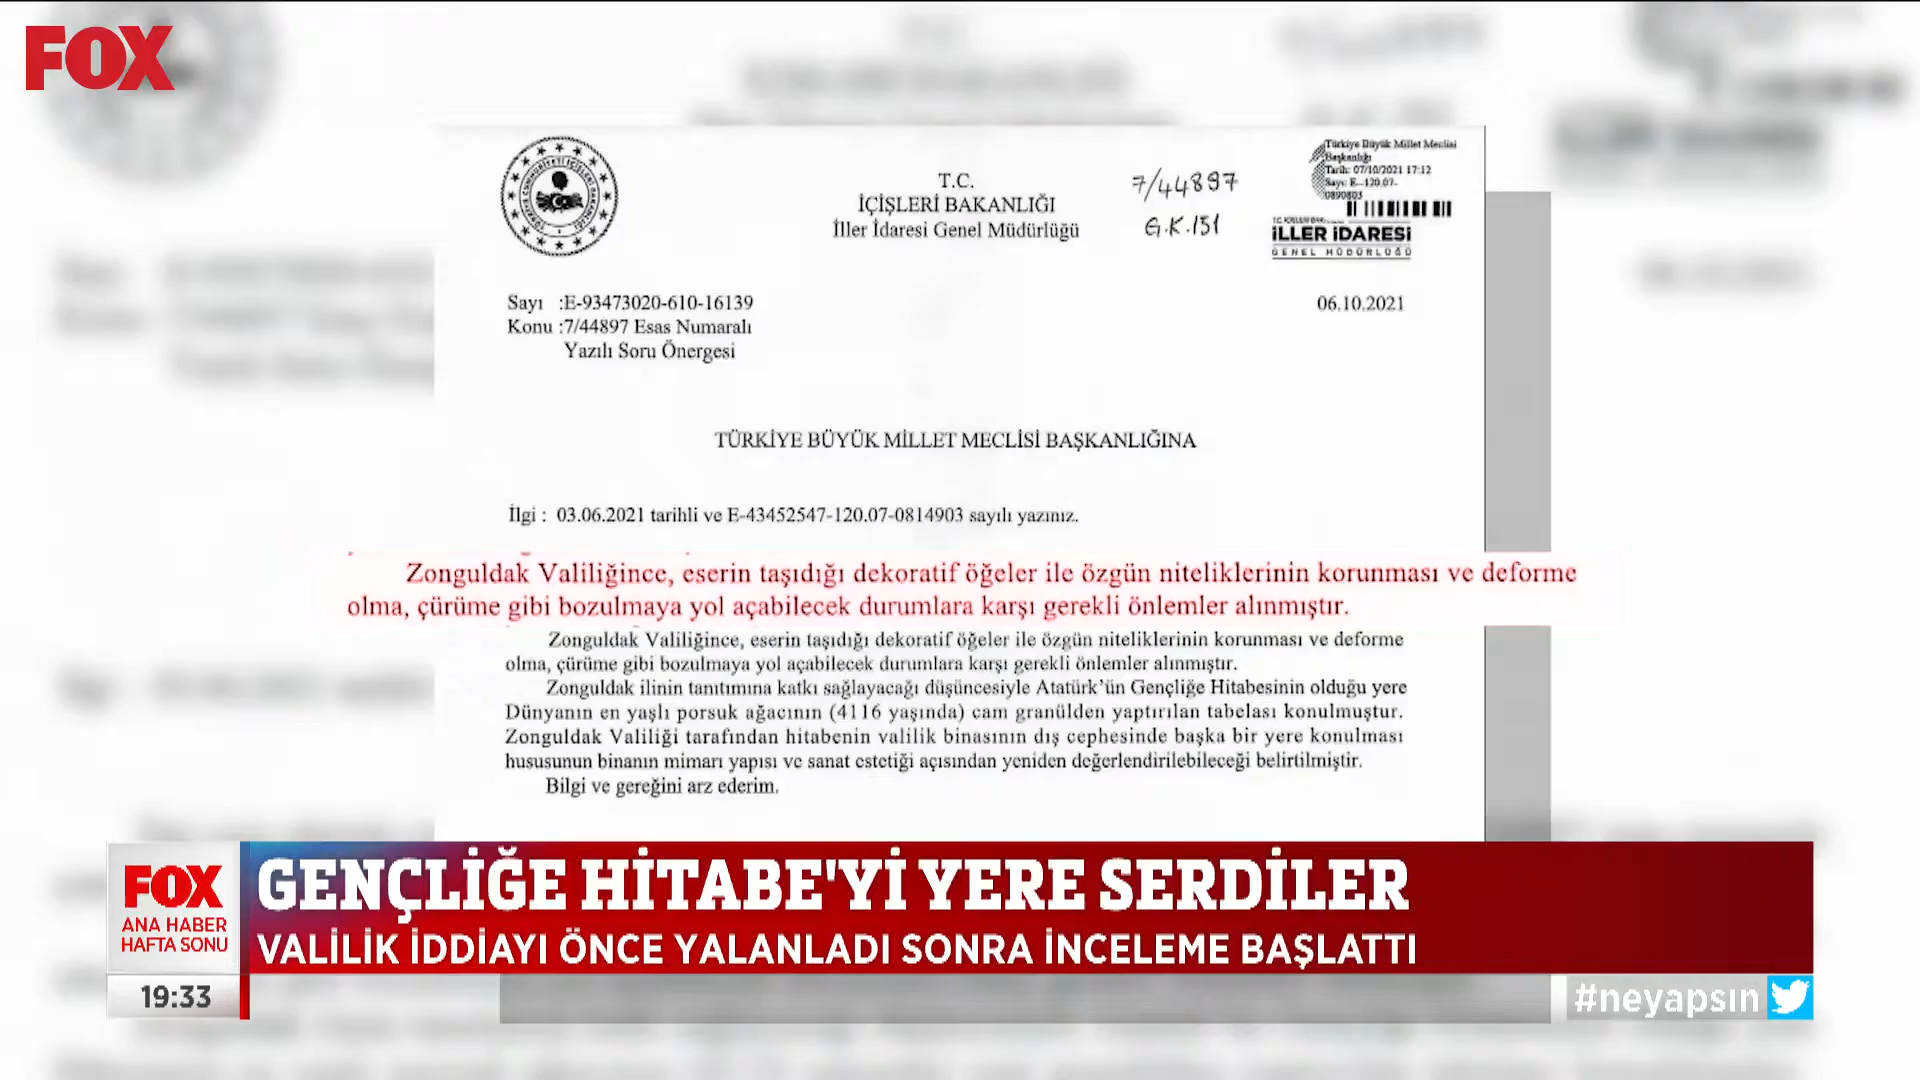 FOX
T.C.
İÇİŞLERİ BAKANLIĞI
İller İdaresi Genel Müdürlüğü
7/44897
G.K.151
Türkiye Büyük Millet Meclisi
Başkanlığı
Tarih: 07/10/2021 17:12
Sayı: E-120.07-
0890803
İLLER İDARESİ
GENEL MÜDÜRLÜĞÜ
Sayı :E-93473020-610-16139
06.10.2021
Konu :7/44897 Esas Numaralı
Yazılı Soru Önergesi
TÜRKİYE BÜYÜK MİLLET MECLİSİ BAŞKANLIĞINA
İlgi : 03.06.2021 tarihli ve E-43452547-120.07-0814903 sayılı yazınız.
Zonguldak Valiliğince, eserin taşıdığı dekoratif öğeler ile özgün niteliklerinin korunması ve deforme
olma, çürüme gibi bozulmaya yol açabilecek durumlara karşı gerekli önlemler alınmıştır.
Zonguldak Valiliğince, eserin taşıdığı dekoratif öğeler ile özgün niteliklerinin korunması ve deforme
olma, çürüme gibi bozulmaya yol açabilecek durumlara karşı gerekli önlemler alınmıştır.
Zonguldak ilinin tanıtımına katkı sağlayacağı düşüncesiyle Atatürk'ün Gençliğe Hitabesinin olduğu yere
Dünyanın en yaşlı porsuk ağacının (4116 yaşında) cam granülden yaptırılan tabelası konulmuştur.
Zonguldak Valiliği tarafından hitabenin valilik binasının dış cephesinde başka bir yere konulması
hususunun binanın mimarı yapısı ve sanat estetiği açısından yeniden değerlendirilebileceği belirtilmiştir.
Bilgi ve gereğini arz ederim.
FOX
ANA HABER
HAFTA SONU
GENÇLİĞE HİTABE'Yİ YERE SERDİLER
VALİLİK İDDİAYI ÖNCE YALANLADI SONRA İNCELEME BAŞLATTI
19:33
#neyapsın